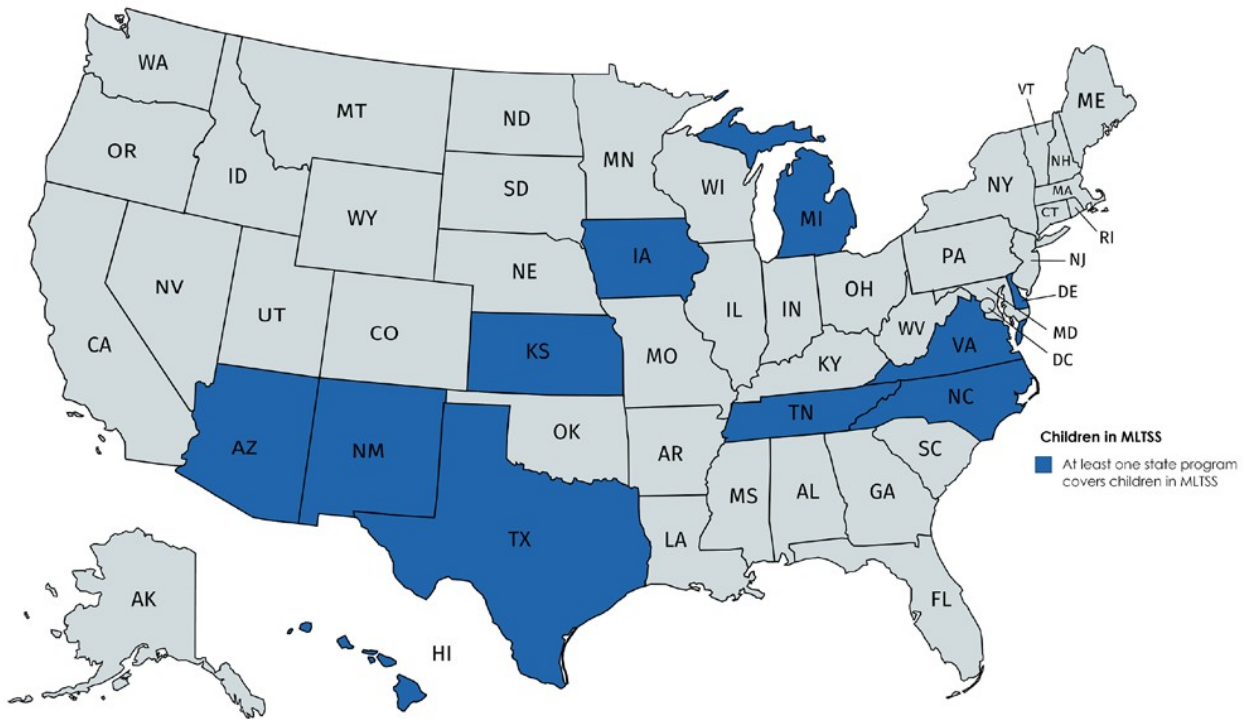 WA
MT
ND
MN
VT
ME
OR
ID
SD
WI
NY
NH
MA
WY
MI
CT
RI
IA
PA
NJ
NE
NV
OH
DE
IL
IN
UT
CO
WV
MD
CA
KS
MO
VA
DC
KY
NC
TN
OK
AZ
NM
AR
SC
Children in MLTSS
At least one state program
covers children in MLTSS
MS
AL
GA
TX
LA
AK
FL
HI